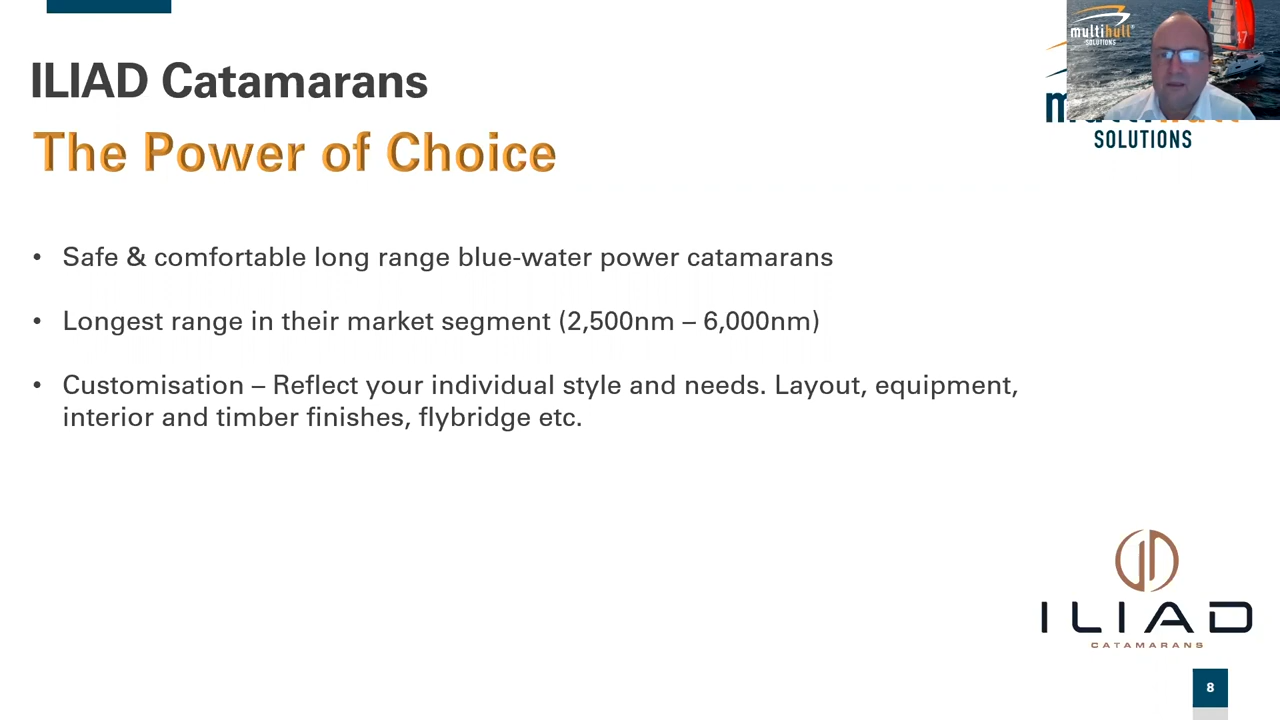 ILIAD Catamarans
The Power of Choice
multihull
SOLUTIONS
SOLUTIONS
• Safe & comfortable long range blue-water power catamarans
• Longest range in their market segment (2,500nm – 6,000nm)
• Customisation – Reflect your individual style and needs. Layout, equipment,
interior and timber finishes, flybridge etc.
ILIAD
CATAMARANS
8